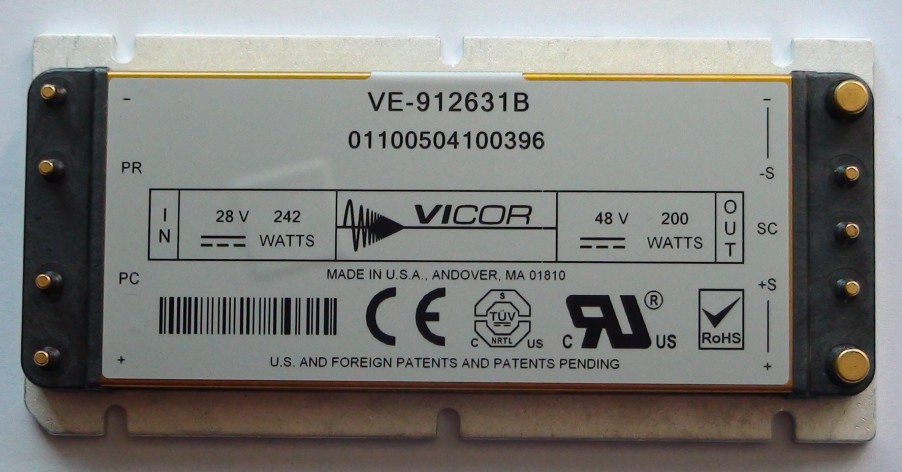 VE-912631B
01100504100396
- -
PR -S
IN 28 V 242 WATTS VICOR 48 V 200 WATTS OUT
SC
MADE IN U.S.A., ANDOVER, MA 01810
PC +S
CE C S TÜV NRTL US C RU ® US RoHS
+ +
U.S. AND FOREIGN PATENTS AND PATENTS PENDING